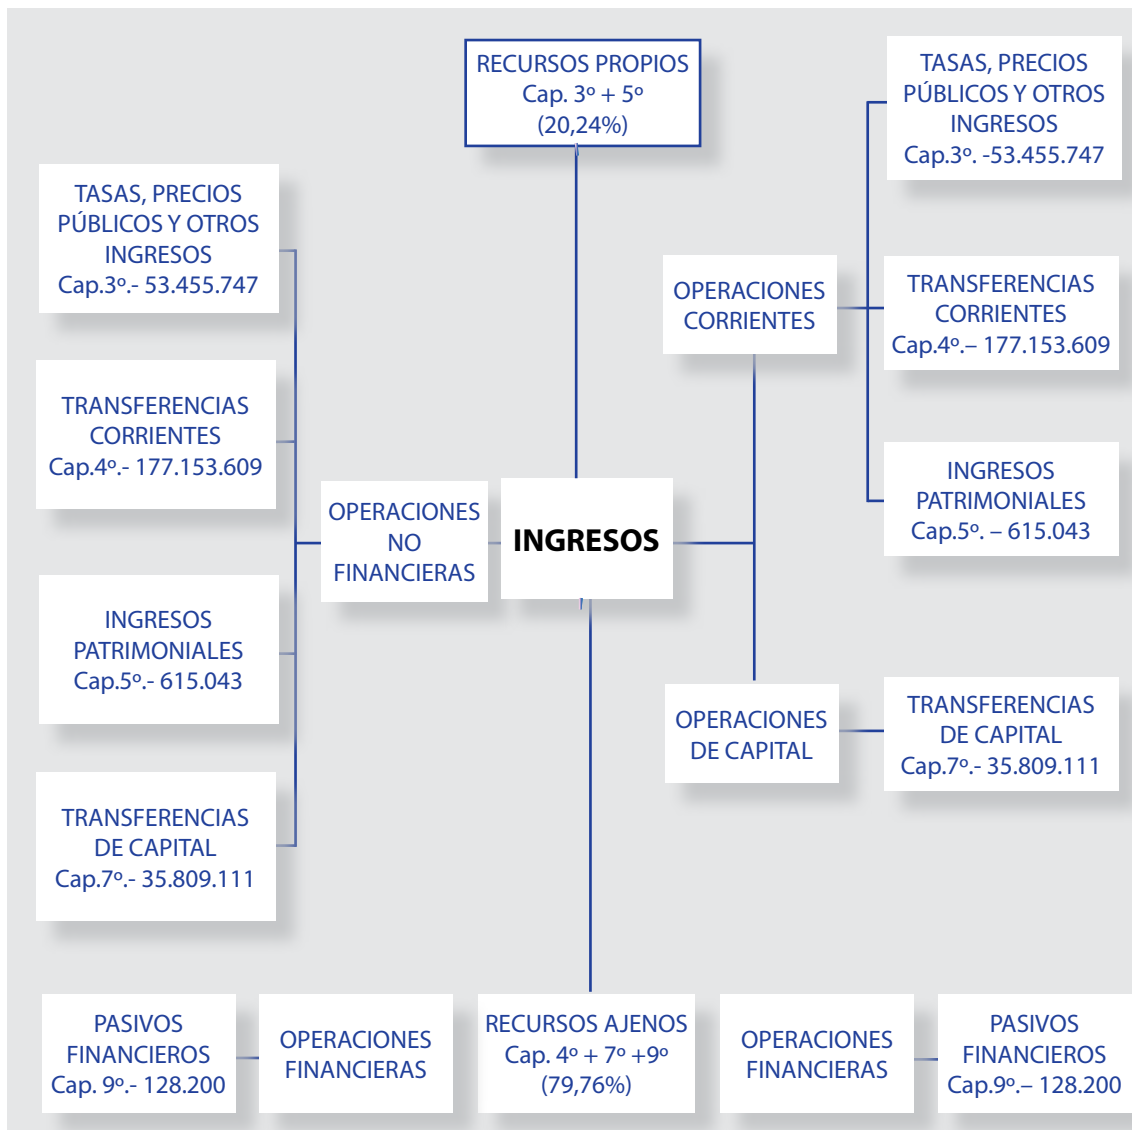 RECURSOS PROPIOS
Cap. 3º + 5º
(20,24%)
TASAS, PRECIOS
PÚBLICOS Y OTROS
INGRESOS
Cap.3º. -53.455.747
TASAS, PRECIOS
PÚBLICOS Y OTROS
INGRESOS
Cap.3º.- 53.455.747
OPERACIONES
CORRIENTES
TRANSFERENCIAS
CORRIENTES
Cap.4º.– 177.153.609
TRANSFERENCIAS
CORRIENTES
Cap.4º.- 177.153.609
INGRESOS
PATRIMONIALES
Cap.5º. – 615.043
OPERACIONES
NO
FINANCIERAS
INGRESOS
INGRESOS
PATRIMONIALES
Cap.5º.- 615.043
OPERACIONES
DE CAPITAL
TRANSFERENCIAS
DE CAPITAL
Cap.7º.- 35.809.111
TRANSFERENCIAS
DE CAPITAL
Cap.7º.- 35.809.111
PASIVOS
FINANCIEROS
Cap. 9º.- 128.200
OPERACIONES
FINANCIERAS
RECURSOS AJENOS
Cap. 4º + 7º +9º
(79,76%)
OPERACIONES
FINANCIERAS
PASIVOS
FINANCIEROS
Cap.9º.– 128.200